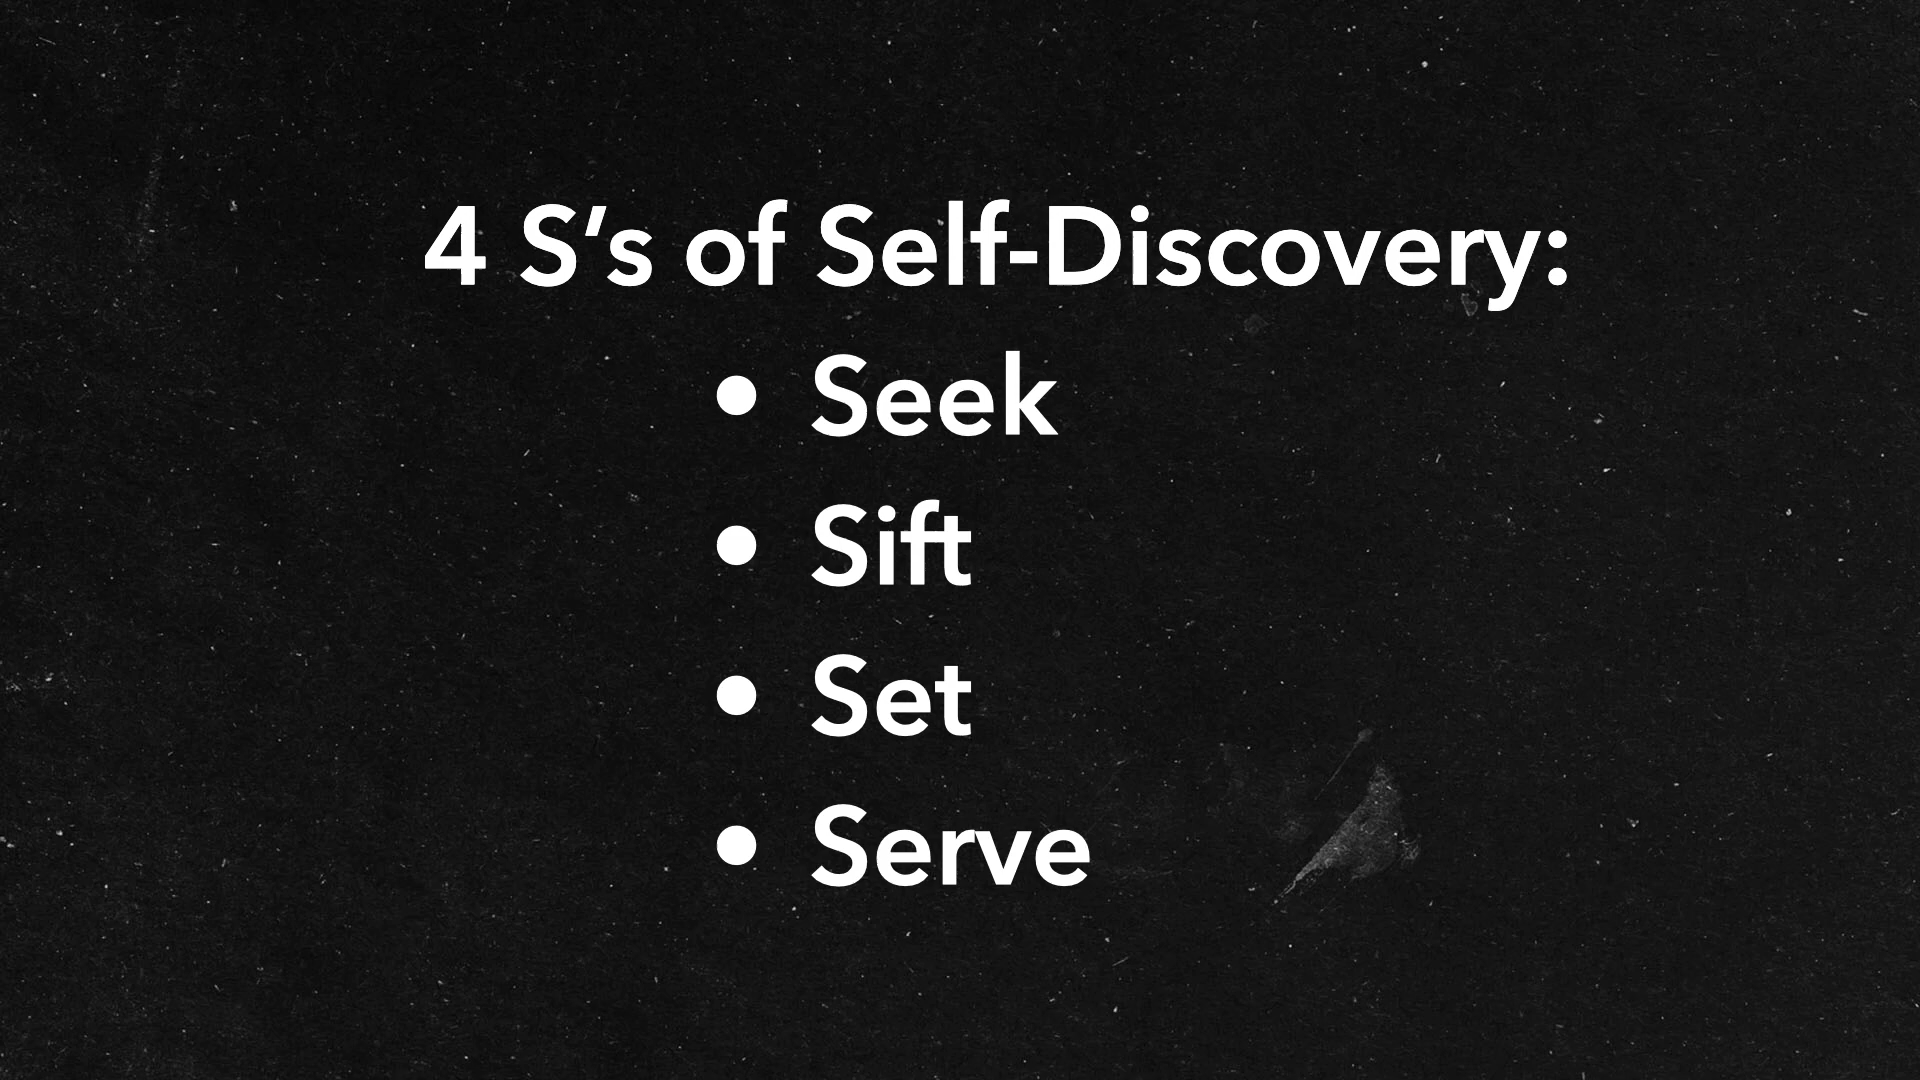 4 S’s of Self-Discovery:
• Seek
• Sift
• Set
• Serve